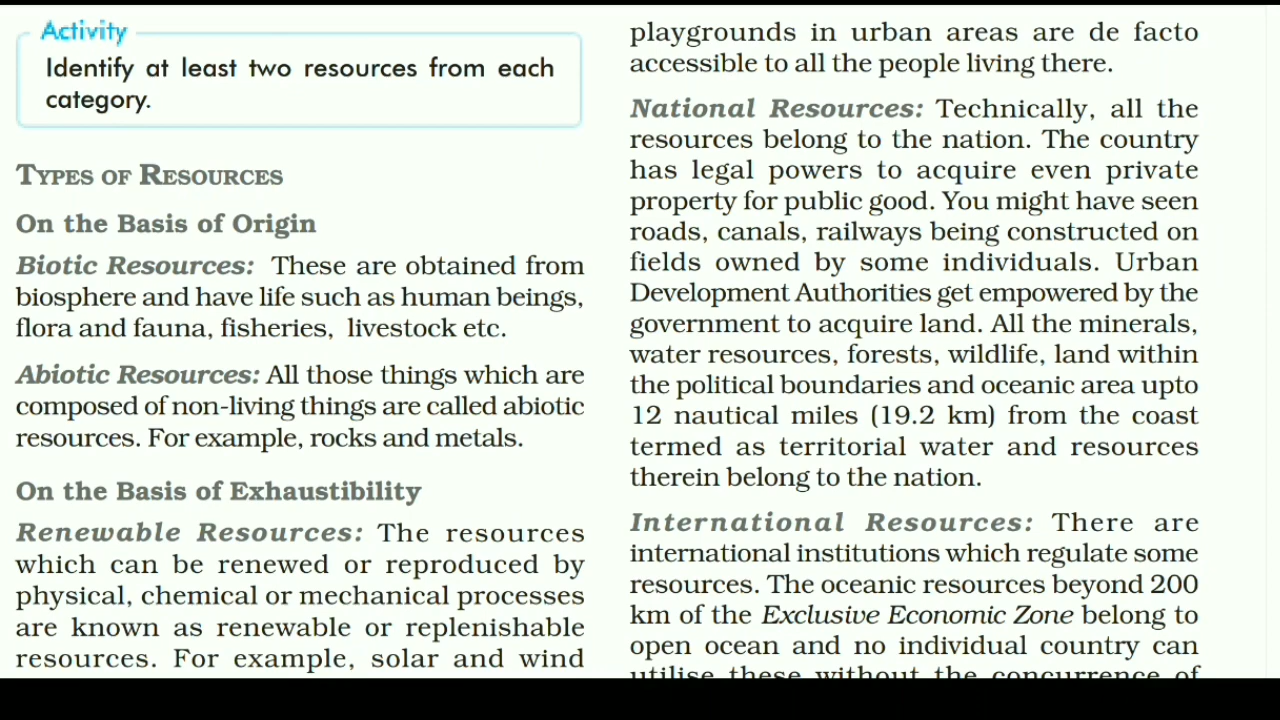 Activity
Identify at least two resources from each
category.
TYPES OF RESOURCES
On the Basis of Origin
Biotic Resources: These are obtained from
biosphere and have life such as human beings,
flora and fauna, fisheries, livestock etc.
Abiotic Resources: All those things which are
composed of non-living things are called abiotic
resources. For example, rocks and metals.
On the Basis of Exhaustibility
Renewable Resources: The resources
which can be renewed or reproduced by
physical, chemical or mechanical processes
are known as renewable or replenishable
resources. For example, solar and wind
playgrounds in urban areas are de facto
accessible to all the people living there.
National Resources: Technically, all the
resources belong to the nation. The country
has legal powers to acquire even private
property for public good. You might have seen
roads, canals, railways being constructed on
fields owned by some individuals. Urban
Development Authorities get empowered by the
government to acquire land. All the minerals,
water resources, forests, wildlife, land within
the political boundaries and oceanic area upto
12 nautical miles (19.2 km) from the coast
termed as territorial water and resources
therein belong to the nation.
International Resources: There are
international institutions which regulate some
resources. The oceanic resources beyond 200
km of the Exclusive Economic Zone belong to
open ocean and no individual country can
utilise these without the concurrence of